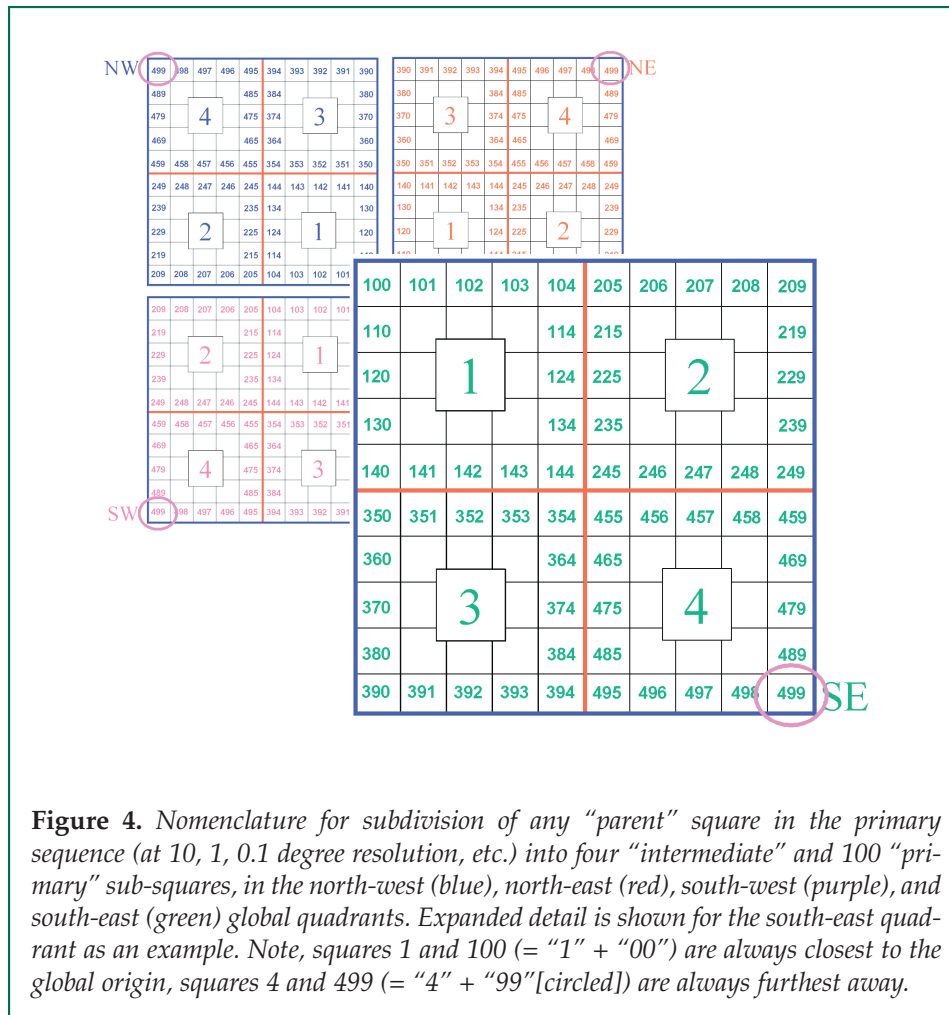 NW 499 498 497 496 495 394 393 392 391 390
489 485 384 380
479 4 475 374 3 370
469 465 364 360
459 458 457 456 455 354 353 352 351 350
249 248 247 246 245 144 143 142 141 140
239 235 134 130
229 2 225 124 1 120
219 215 114
209 208 207 206 205 104 103 102 101
390 391 392 393 394 495 496 497 498 499 NE
380 384 485 489
370 3 374 475 4 479
360 364 465 469
350 351 352 353 354 455 456 457 458 459
140 141 142 143 144 245 246 247 248 249
130 134 235 239
120 1 124 225 2 229
209 208 207 206 205 104 103 102 101
219 215 114
229 2 225 124 1
239 235 134
249 248 247 246 245 144 143 142 141
459 458 457 456 455 354 353 352 351
469 465 364
479 4 475 374 3
489 485 384
SW 499 498 497 496 495 394 393 392 391
100 101 102 103 104 205 206 207 208 209
110 114 215 219
120 1 124 225 2 229
130 134 235 239
140 141 142 143 144 245 246 247 248 249
350 351 352 353 354 455 456 457 458 459
360 364 465 469
370 3 374 475 4 479
380 384 485 489
390 391 392 393 394 495 496 497 498 499 SE
Figure 4. Nomenclature for subdivision of any “parent” square in the primary
sequence (at 10, 1, 0.1 degree resolution, etc.) into four “intermediate” and 100 “pri-
mary” sub-squares, in the north-west (blue), north-east (red), south-west (purple), and
south-east (green) global quadrants. Expanded detail is shown for the south-east quad-
rant as an example. Note, squares 1 and 100 (= “1” + “00”) are always closest to the
global origin, squares 4 and 499 (= “4” + “99”[circled]) are always furthest away.